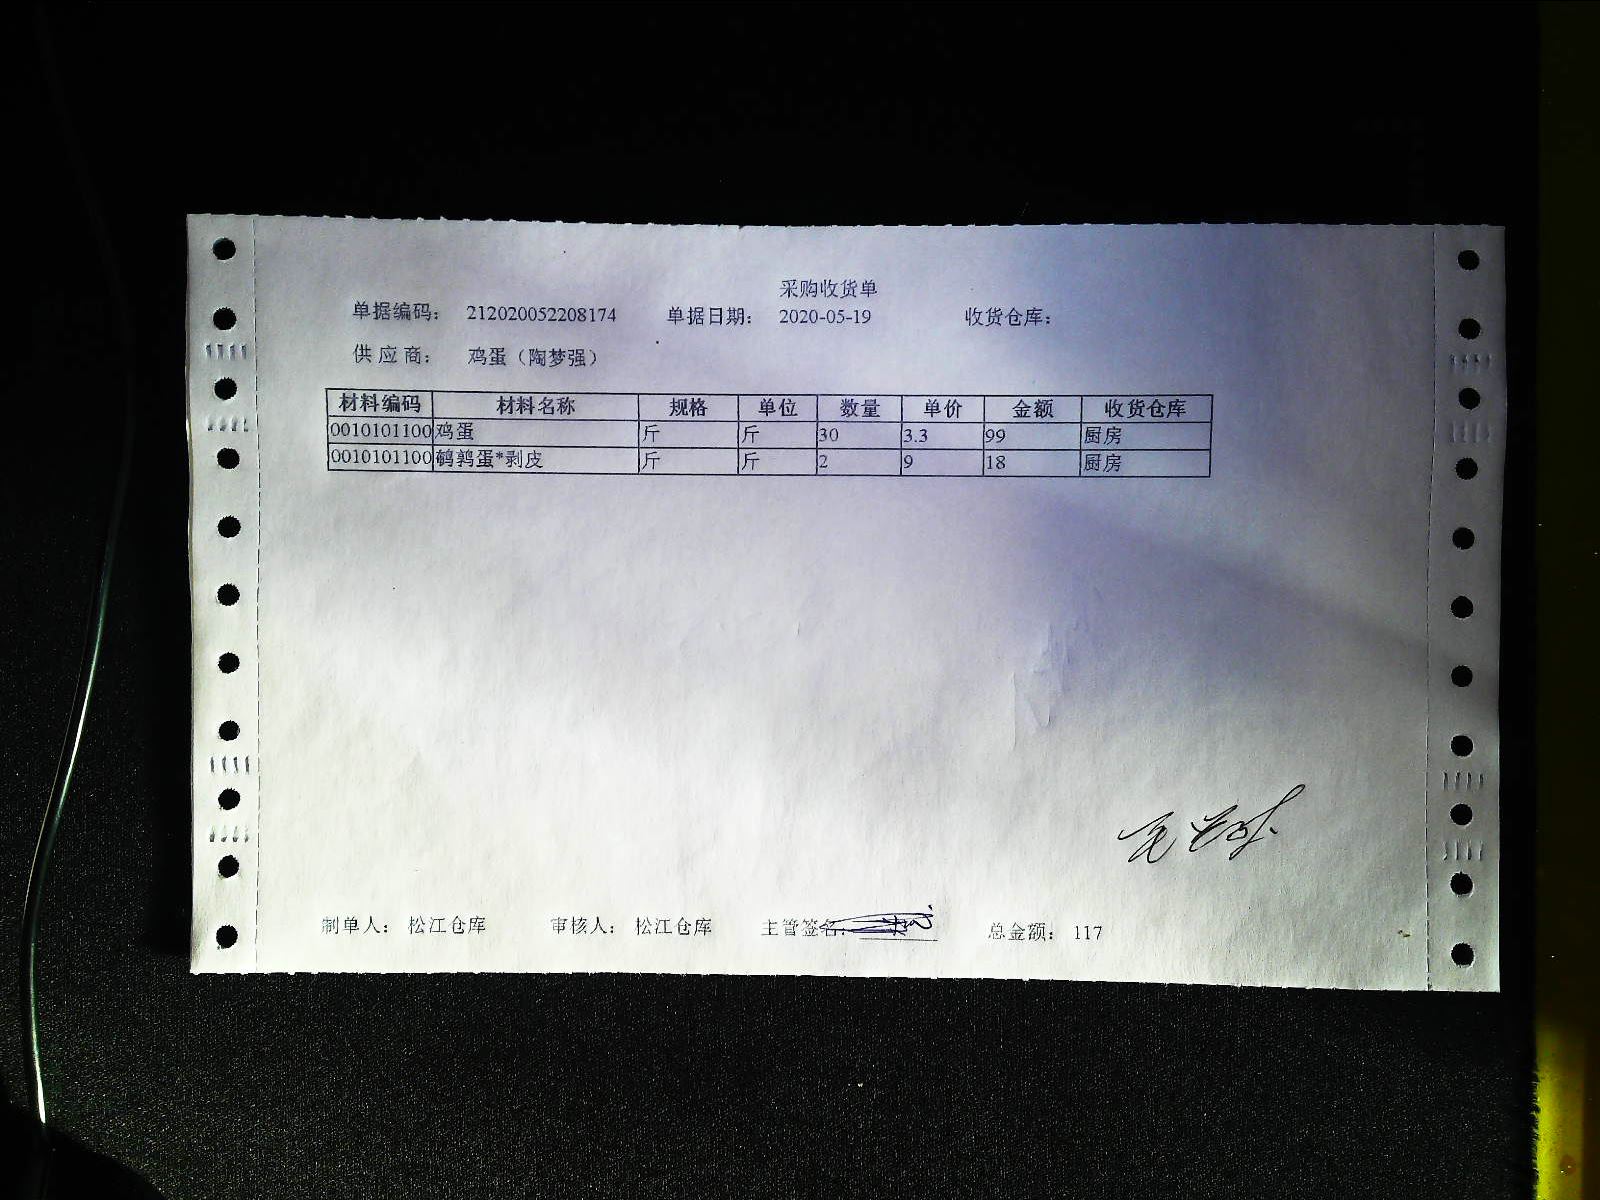 采购收货单
单据编码： 212020052208174 单据日期： 2020-05-19 收货仓库：
供 应 商： 鸡蛋（陶梦强）
材料编码 材料名称 规格 单位 数量 单价 金额 收货仓库
0010101100 鸡蛋 斤 斤 30 3.3 99 厨房
0010101100 鹌鹑蛋*剥皮 斤 斤 2 9 18 厨房
制单人： 松江仓库 审核人： 松江仓库 主管签名： 总金额： 117